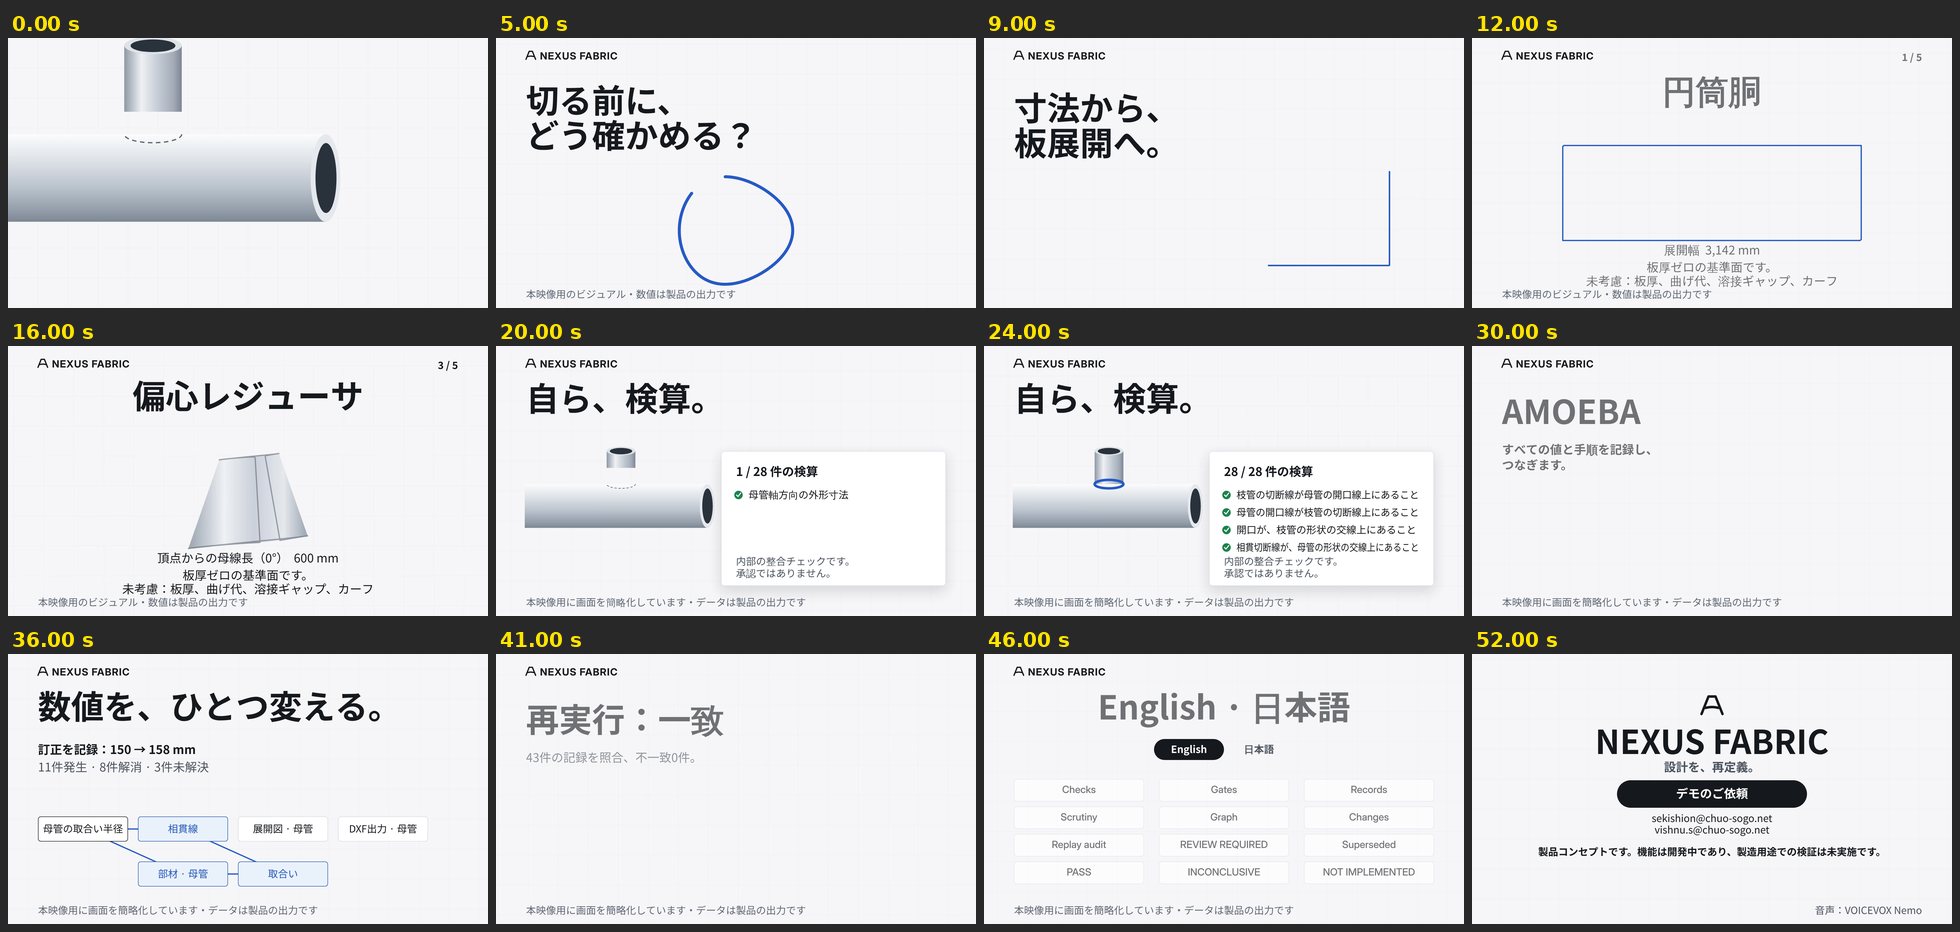 0.00 s
5.00 s
9.00 s
12.00 s
NEXUS FABRIC
切る前に、
どう確かめる？
本映像用のビジュアル・数値は製品の出力です
NEXUS FABRIC
寸法から、
板展開へ。
NEXUS FABRIC
1 / 5
円筒胴
展開幅 3,142 mm
板厚ゼロの基準面です。
未考慮：板厚、曲げ代、溶接ギャップ、カーフ
本映像用のビジュアル・数値は製品の出力です
16.00 s
20.00 s
24.00 s
30.00 s
NEXUS FABRIC
3 / 5
偏心レジューサ
頂点からの母線長（0°） 600 mm
板厚ゼロの基準面です。
未考慮：板厚、曲げ代、溶接ギャップ、カーフ
本映像用のビジュアル・数値は製品の出力です
NEXUS FABRIC
自ら、検算。
1 / 28 件の検算
母管軸方向の外形寸法
内部の整合チェックです。
承認ではありません。
本映像用に画面を簡略化しています・データは製品の出力です
NEXUS FABRIC
自ら、検算。
28 / 28 件の検算
枝管の切断線が母管の開口線上にあること
母管の開口線が枝管の切断線上にあること
開口が、枝管の形状の交線上にあること
相貫切断線が、母管の形状の交線上にあること
内部の整合チェックです。
承認ではありません。
本映像用に画面を簡略化しています・データは製品の出力です
NEXUS FABRIC
AMOEBA
すべての値と手順を記録し、
つなぎます。
本映像用に画面を簡略化しています・データは製品の出力です
36.00 s
41.00 s
46.00 s
52.00 s
NEXUS FABRIC
数値を、ひとつ変える。
訂正を記録：150 → 158 mm
11件発生・8件解消・3件未解決
母管の取合い半径
相貫線
展開図・母管
DXF出力・母管
部材・母管
取合い
本映像用に画面を簡略化しています・データは製品の出力です
NEXUS FABRIC
再実行：一致
43件の記録を照合、不一致0件。
本映像用に画面を簡略化しています・データは製品の出力です
NEXUS FABRIC
English・日本語
English
日本語
Checks
Gates
Records
Scrutiny
Graph
Changes
Replay audit
REVIEW REQUIRED
Superseded
PASS
INCONCLUSIVE
NOT IMPLEMENTED
本映像用に画面を簡略化しています・データは製品の出力です
NEXUS FABRIC
設計を、再定義。
デモのご依頼
sekishion@chuo-sogo.net
vishnu.s@chuo-sogo.net
製品コンセプトです。機能は開発中であり、製造用途での検証は未実施です。
音声：VOICEVOX Nemo